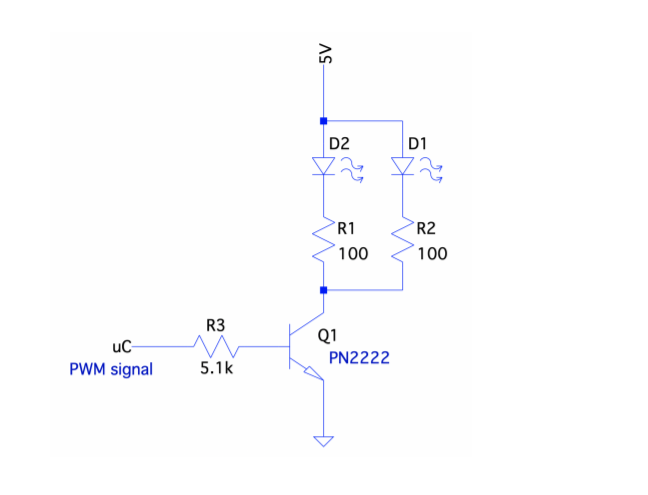 5V
D2
D1
R1
100
R2
100
R3
5.1k
uC
PWM signal
Q1
PN2222